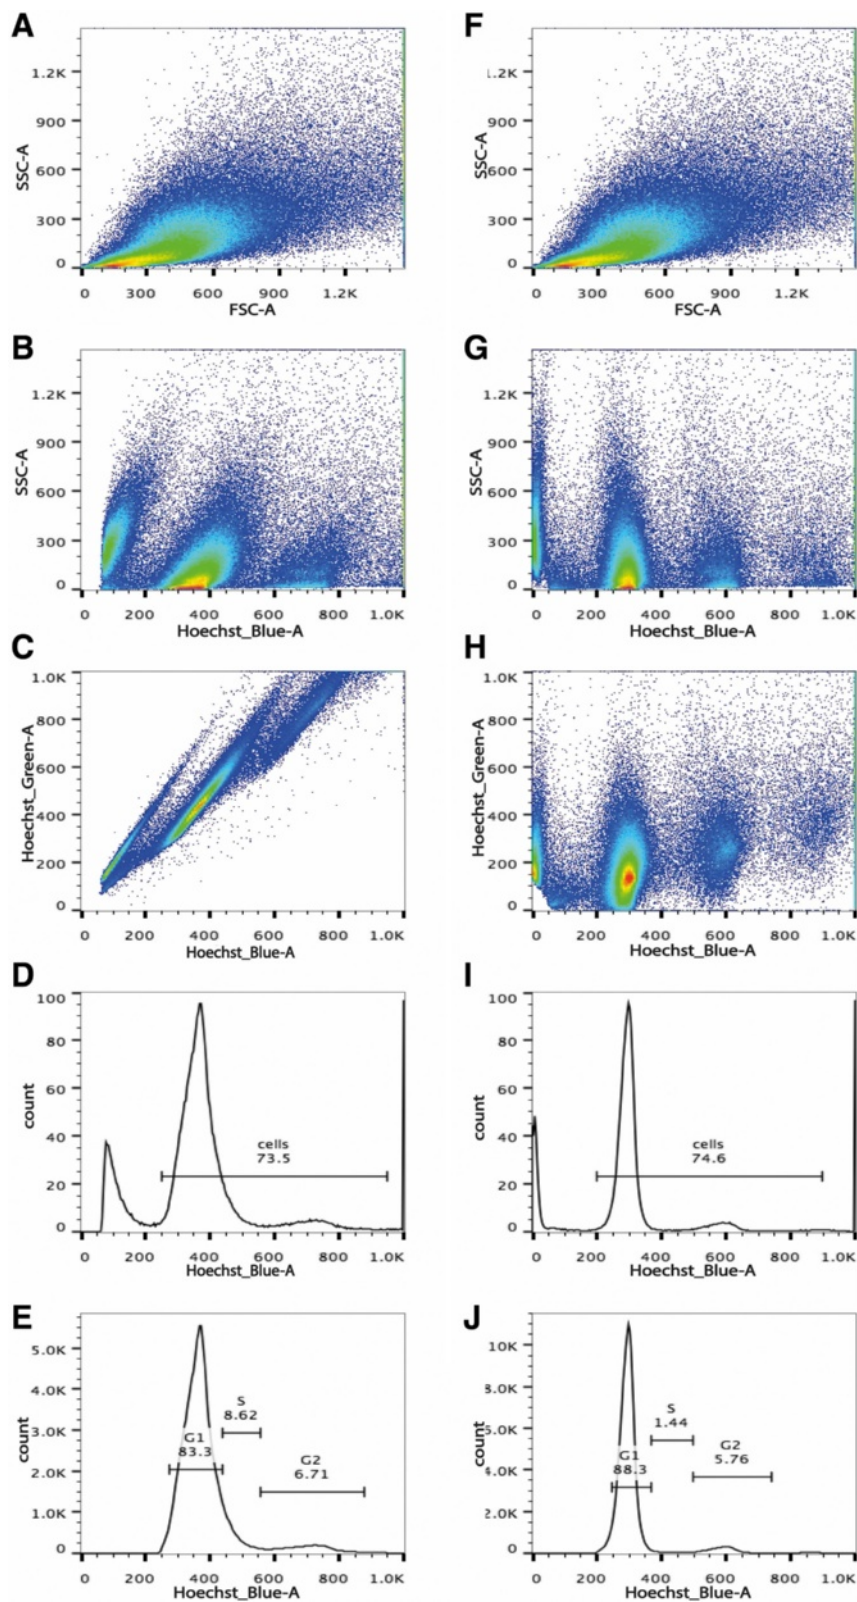 A
SSC-A
1.2K
900
600
300
0
0 300 600 900 1.2K
FSC-A
F
SSC-A
1.2K
900
600
300
0
0 300 600 900 1.2K
FSC-A
B
SSC-A
1.2K
900
600
300
0
0 200 400 600 800 1.0K
Hoechst_Blue-A
G
SSC-A
1.2K
900
600
300
0
0 200 400 600 800 1.0K
Hoechst_Blue-A
C
Hoechst_Green-A
1.0K
800
600
400
200
0
0 200 400 600 800 1.0K
Hoechst_Blue-A
H
Hoechst_Green-A
1.0K
800
600
400
200
0
0 200 400 600 800 1.0K
Hoechst_Blue-A
D
count
100
80
60
40
20
0
cells
73.5
0 200 400 600 800 1.0K
Hoechst_Blue-A
I
count
100
80
60
40
20
0
cells
74.6
0 200 400 600 800 1.0K
Hoechst_Blue-A
E
count
5.0K
4.0K
3.0K
2.0K
1.0K
0
G1
83.3
S
8.62
G2
6.71
0 200 400 600 800 1.0K
Hoechst_Blue-A
J
count
10K
8.0K
5.0K
2.0K
2.5K
0
G1
88.3
S
1.44
G2
5.76
0 200 400 600 800 1.0K
Hoechst_Blue-A